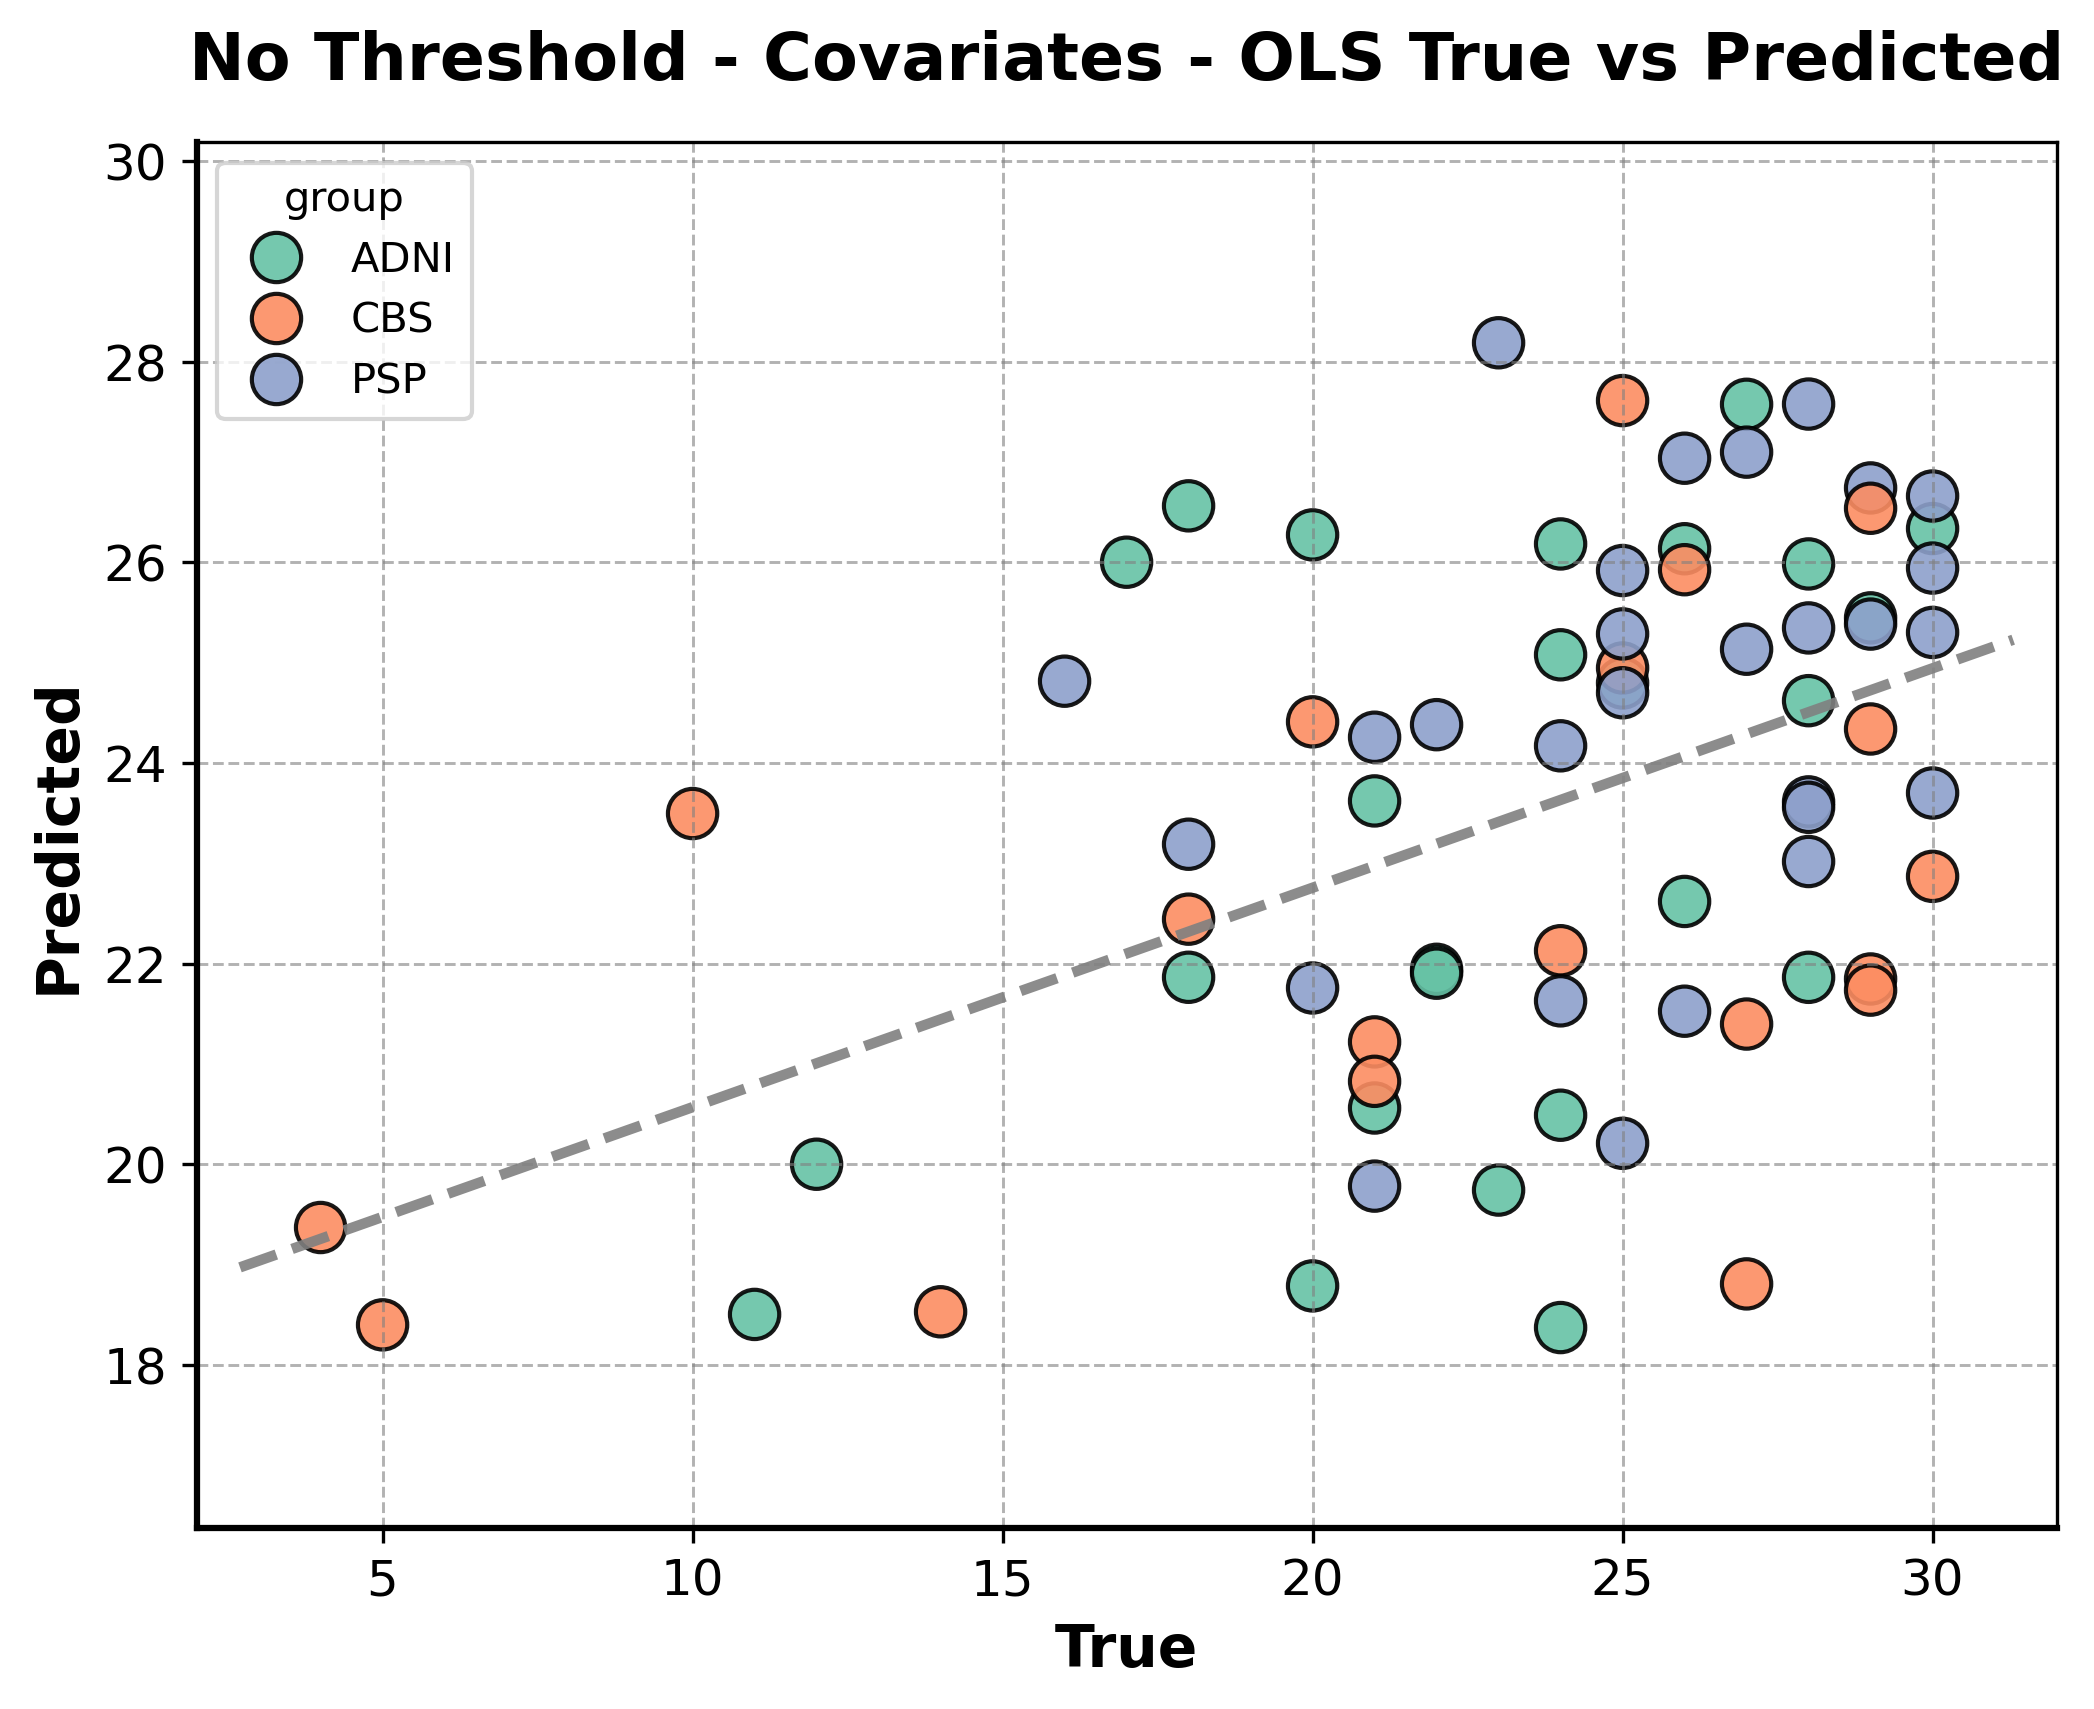 No Threshold - Covariates - OLS True vs Predicted
group
ADNI
CBS
PSP
Predicted
30
28
26
24
22
20
18
5 10 15 20 25 30
True